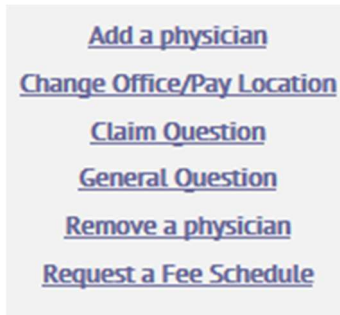 Add a physician
Change Office/Pay Location
Claim Question
General Question
Remove a physician
Request a Fee Schedule